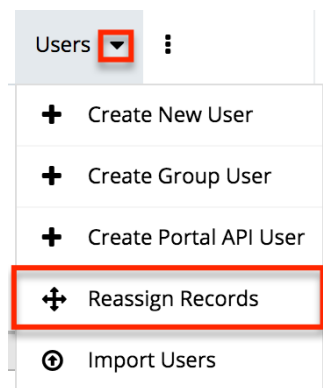 Users
Create New User
Create Group User
Create Portal API User
Reassign Records
Import Users